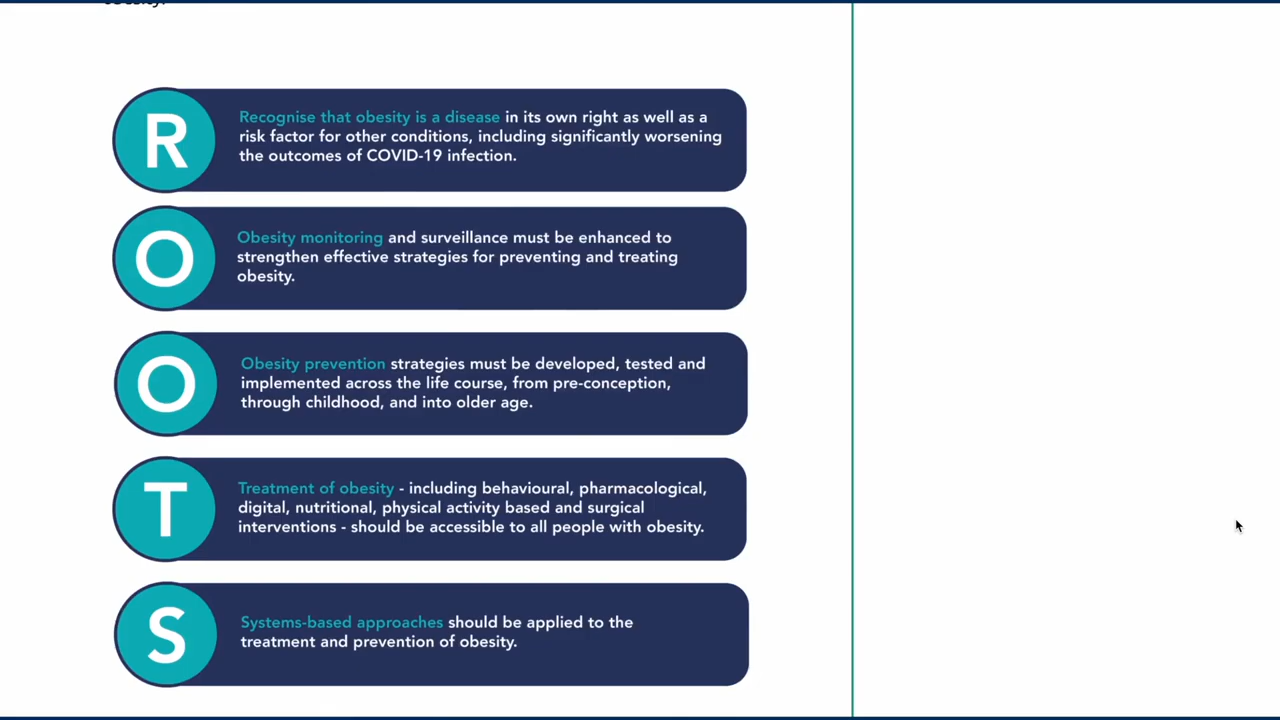 obesity.
R
Recognise that obesity is a disease in its own right as well as a
risk factor for other conditions, including significantly worsening
the outcomes of COVID-19 infection.
O
Obesity monitoring and surveillance must be enhanced to
strengthen effective strategies for preventing and treating
obesity.
O
Obesity prevention strategies must be developed, tested and
implemented across the life course, from pre-conception,
through childhood, and into older age.
T
Treatment of obesity - including behavioural, pharmacological,
digital, nutritional, physical activity based and surgical
interventions - should be accessible to all people with obesity.
S
Systems-based approaches should be applied to the
treatment and prevention of obesity.